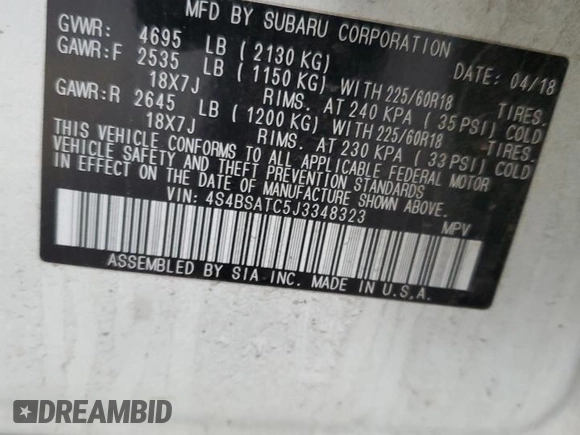 MFD BY SUBARU CORPORATION
GVWR: 4695 LB ( 2130 KG) DATE: 04/18
GAWR:F 2535 LB ( 1150 KG) WITH 225/60R18 TIRES.
18X7J RIMS. AT 240 KPA ( 35 PSI) COLD
GAWR:R 2645 LB ( 1200 KG) WITH 225/60R18 TIRES.
18X7J RIMS. AT 230 KPA ( 33 PSI) COLD
THIS VEHICLE CONFORMS TO ALL APPLICABLE FEDERAL MOTOR
VEHICLE SAFETY AND THEFT PREVENTION STANDARDS
IN EFFECT ON THE DATE OF MANUFACTURE SHOWN ABOVE.
VIN: 4S4BSATC5J3348323 MPV
ASSEMBLED BY SIA INC. MADE IN U.S.A.
DREAMBID